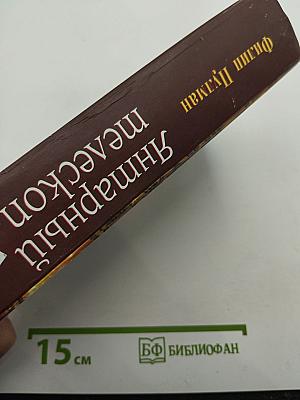 Филип Пулман
Янтарный
телескоп
15 см
БФ БИБЛИОФАН